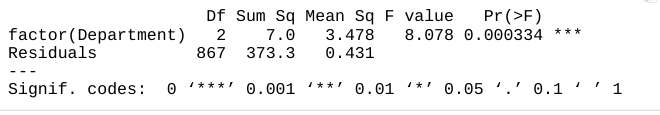 Df Sum Sq Mean Sq F value   Pr(>F)
factor(Department)   2    7.0   3.478   8.078 0.000334 ***
Residuals          867  373.3   0.431
---
Signif. codes:  0 ‘***’ 0.001 ‘**’ 0.01 ‘*’ 0.05 ‘.’ 0.1 ‘ ’ 1